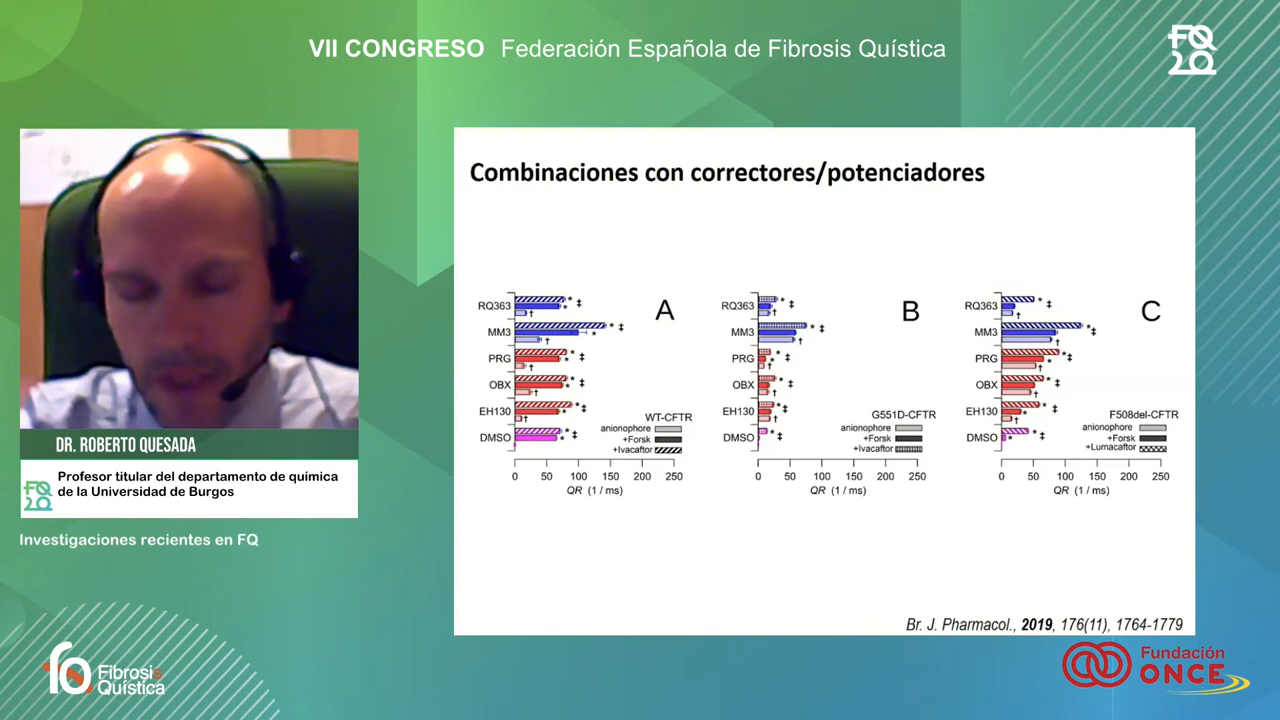 VII CONGRESO Federación Española de Fibrosis Quística
FQ
20
Combinaciones con correctores/potenciadores
RQ363
MM3
PRG
OBX
EH130
DMSO
A
WT-CFTR
anionophore
+Forsk
+Ivacaftor
0 50 100 150 200 250
QR (1 / ms)
RQ363
MM3
PRG
OBX
EH130
DMSO
B
G551D-CFTR
anionophore
+Forsk
+Ivacaftor
0 50 100 150 200 250
QR (1 / ms)
RQ363
MM3
PRG
OBX
EH130
DMSO
C
F508del-CFTR
anionophore
+Forsk
+Lumacaftor
0 50 100 150 200 250
QR (1 / ms)
Br. J. Pharmacol., 2019, 176(11), 1764-1779
DR. ROBERTO QUESADA
FQ
20
Profesor titular del departamento de química
de la Universidad de Burgos
Investigaciones recientes en FQ
Fibrosis
Quística
Fundación
ONCE